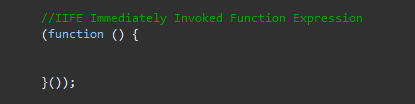 //IIFE Immediately Invoked Function Expression
(function () {
}());